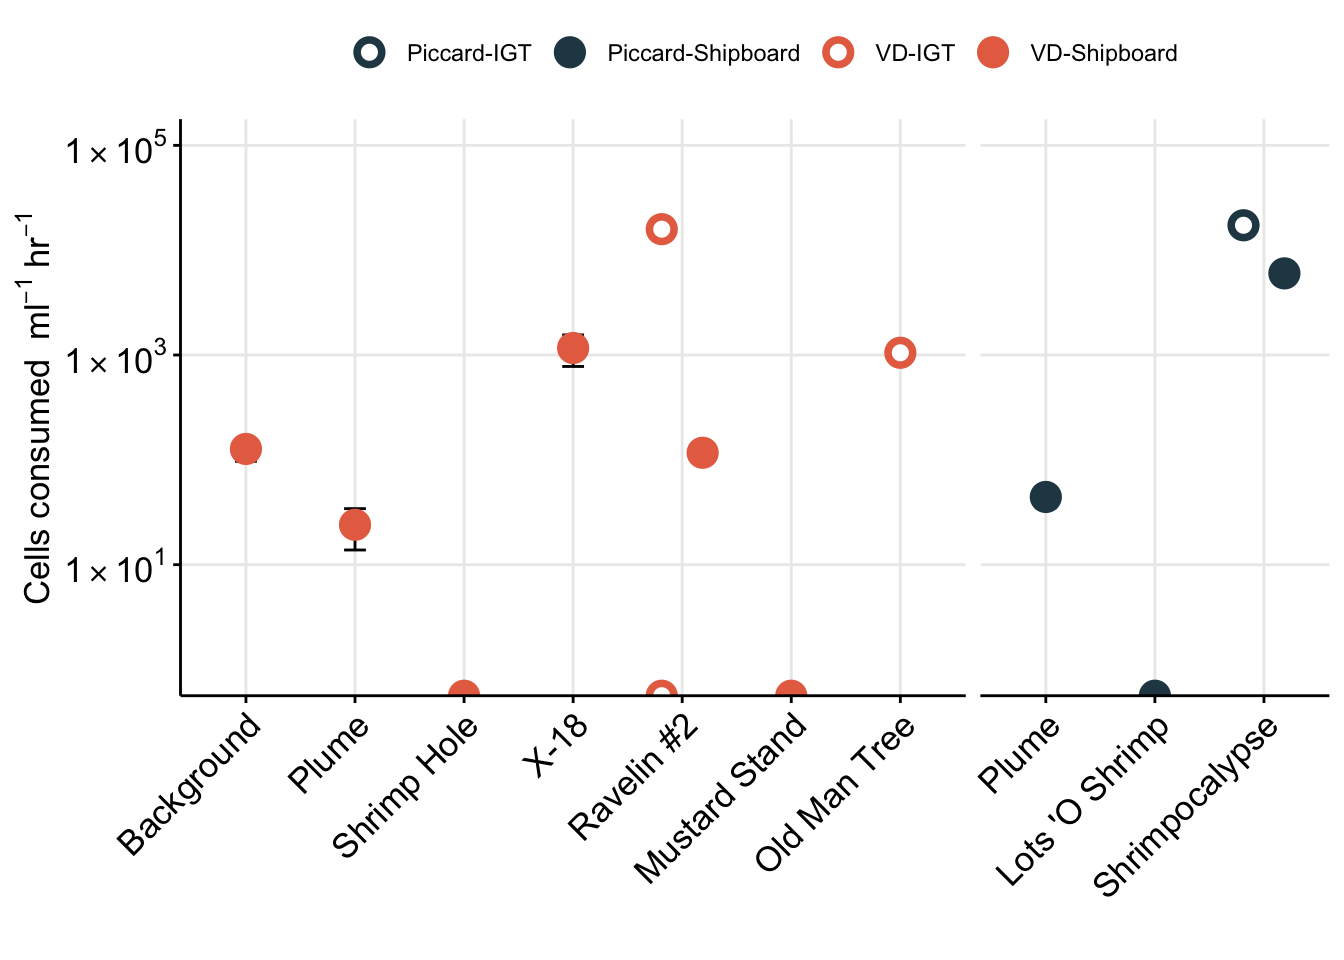 Piccard-IGT Piccard-Shipboard VD-IGT VD-Shipboard
Cells consumed ml⁻¹ hr⁻¹
1×10⁵
1×10³
1×10¹
Background
Plume
Shrimp Hole
X-18
Ravelin #2
Mustard Stand
Old Man Tree
Plume
Lots 'O Shrimp
Shrimpocalypse